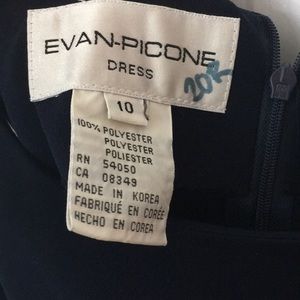 EVAN-PICONE
DRESS
10
100% POLYESTER
POLYESTER
POLIESTER
RN 54050
CA 08349
MADE IN KOREA
FABRIQUÉ EN CORÉE
HECHO EN COREA